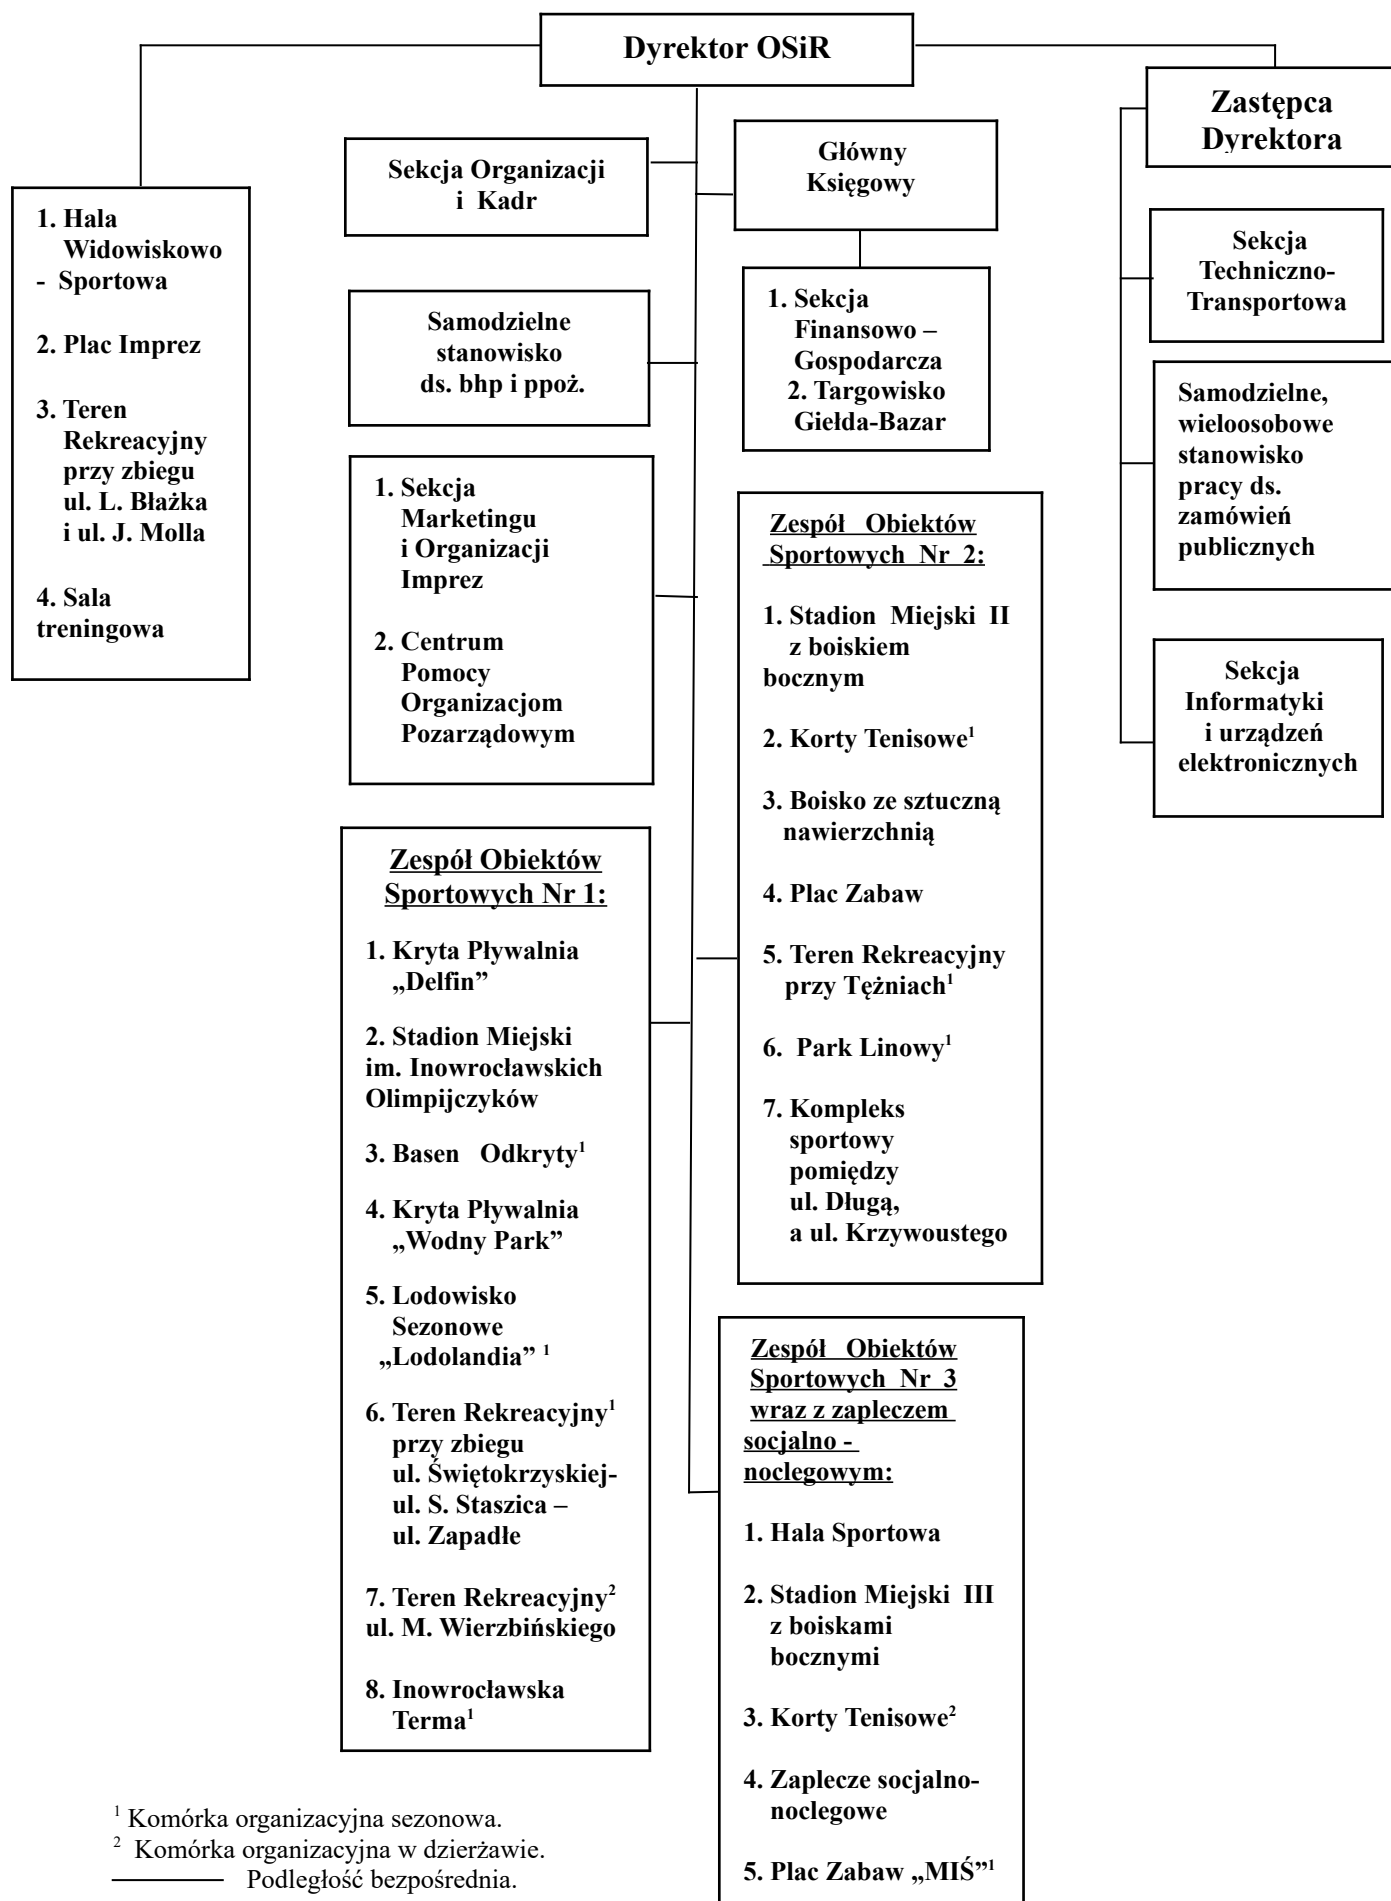 Dyrektor OSiR
Zastępca
Dyrektora
Sekcja Organizacji
i Kadr
Główny
Księgowy
1. Hala
Widowiskowo
- Sportowa
2. Plac Imprez
3. Teren
Rekreacyjny
przy zbiegu
ul. L. Błażka
i ul. J. Molla
4. Sala
treningowa
Samodzielne
stanowisko
ds. bhp i ppoż.
1. Sekcja
Finansowo –
Gospodarcza
2. Targowisko
Giełda-Bazar
Sekcja
Techniczno-
Transportowa
Samodzielne,
wieloosobowe
stanowisko
pracy ds.
zamówień
publicznych
Sekcja
Informatyki
i urządzeń
elektronicznych
1. Sekcja
Marketingu
i Organizacji
Imprez
2. Centrum
Pomocy
Organizacjom
Pozarządowym
Zespół Obiektów
Sportowych Nr 2:
1. Stadion Miejski II
z boiskiem
bocznym
2. Korty Tenisowe¹
3. Boisko ze sztuczną
nawierzchnią
4. Plac Zabaw
5. Teren Rekreacyjny
przy Tężniach¹
6. Park Linowy¹
7. Kompleks
sportowy
pomiędzy
ul. Długą,
a ul. Krzywoustego
Zespół Obiektów
Sportowych Nr 1:
1. Kryta Pływalnia
„Delfin”
2. Stadion Miejski
im. Inowrocławskich
Olimpijczyków
3. Basen Odkryty¹
4. Kryta Pływalnia
„Wodny Park”
5. Lodowisko
Sezonowe
„Lodolandia” ¹
6. Teren Rekreacyjny¹
przy zbiegu
ul. Świętokrzyskiej-
ul. S. Staszica –
ul. Zapadłe
7. Teren Rekreacyjny²
ul. M. Wierzbińskiego
8. Inowrocławska
Terma¹
Zespół Obiektów
Sportowych Nr 3
wraz z zapleczem
socjalno -
noclegowym:
1. Hala Sportowa
2. Stadion Miejski III
z boiskami
bocznymi
3. Korty Tenisowe²
4. Zaplecze socjalno-
noclegowe
5. Plac Zabaw „MIŚ”¹
¹ Komórka organizacyjna sezonowa.
² Komórka organizacyjna w dzierżawie.
Podległość bezpośrednia.